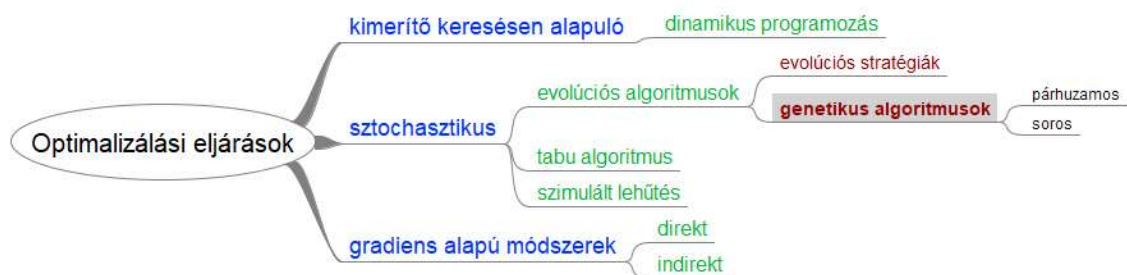 Optimalizálási eljárások
kimerítő keresésen alapuló
dinamikus programozás
sztochasztikus
evolúciós algoritmusok
evolúciós stratégiák
genetikus algoritmusok
párhuzamos
soros
tabu algoritmus
szimulált lehűtés
gradiens alapú módszerek
direkt
indirekt